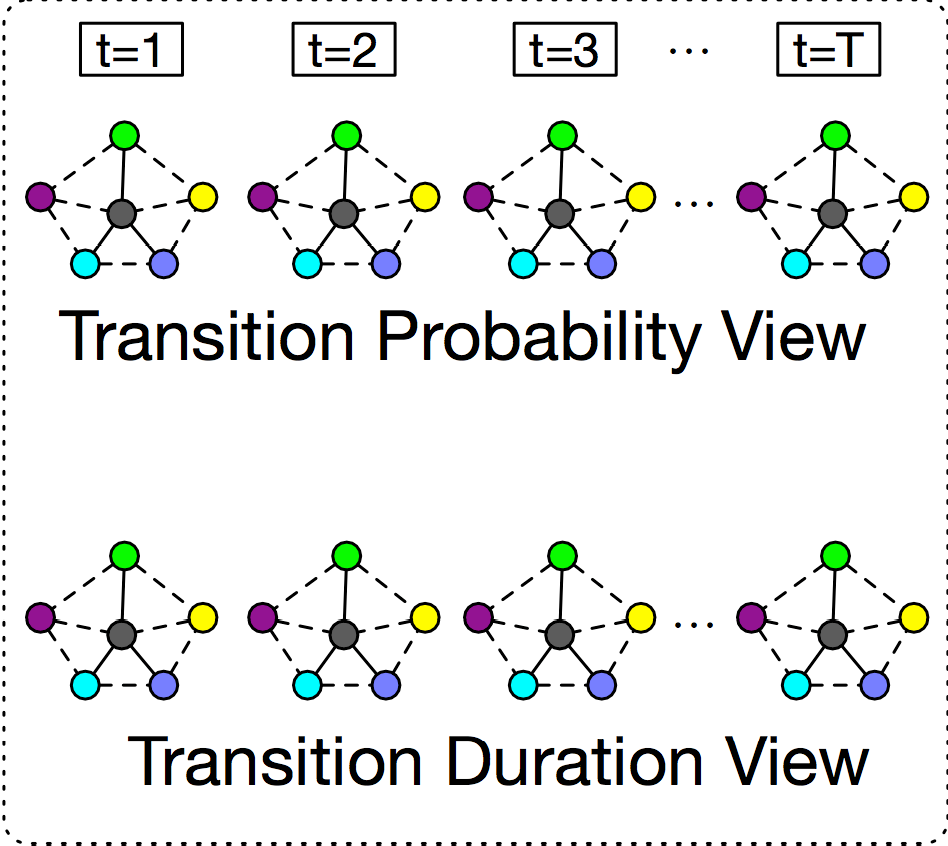 t=1 t=2 t=3 ... t=T
...
Transition Probability View
...
Transition Duration View